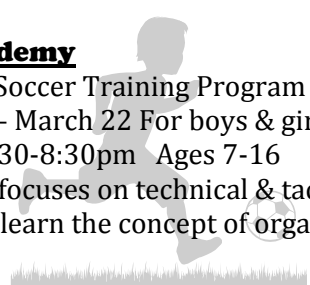 demy
Soccer Training Program
– March 22 For boys & gir
30-8:30pm Ages 7-16
focuses on technical & tac
learn the concept of orga